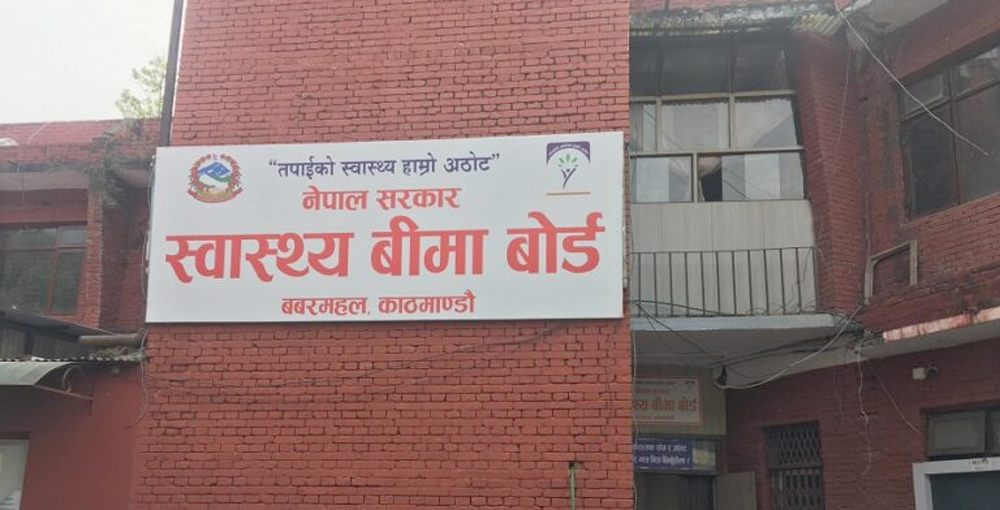 “तपाईको स्वास्थ्य हाम्रो अठोट”
नेपाल सरकार
स्वास्थ्य बीमा बोर्ड
बबरमहल, काठमाण्डौ
बीमा बोर्ड